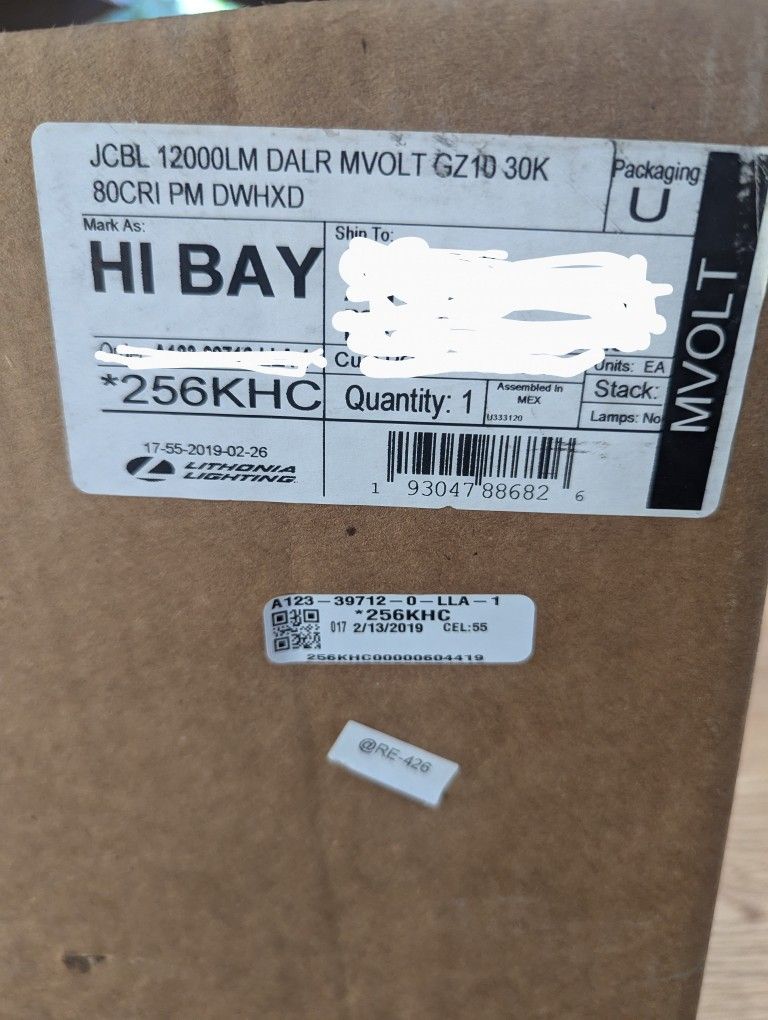 JCBL 12000LM DALR MVOLT GZ10 30K
80CRI PM DWHXD
Packaging
U
Mark As:
HI BAY
Ship To:
*256KHC
Quantity: 1
Assembled in
MEX
U333120
Units: EA
Stack:
Lamps: No
MVOLT
17-55-2019-02-26
LITHONIA
LIGHTING
1 93047 88682 6
A123-39712-0-LLA-1
*256KHC
017 2/13/2019 CEL:55
256KHC00000604419
@RE-426